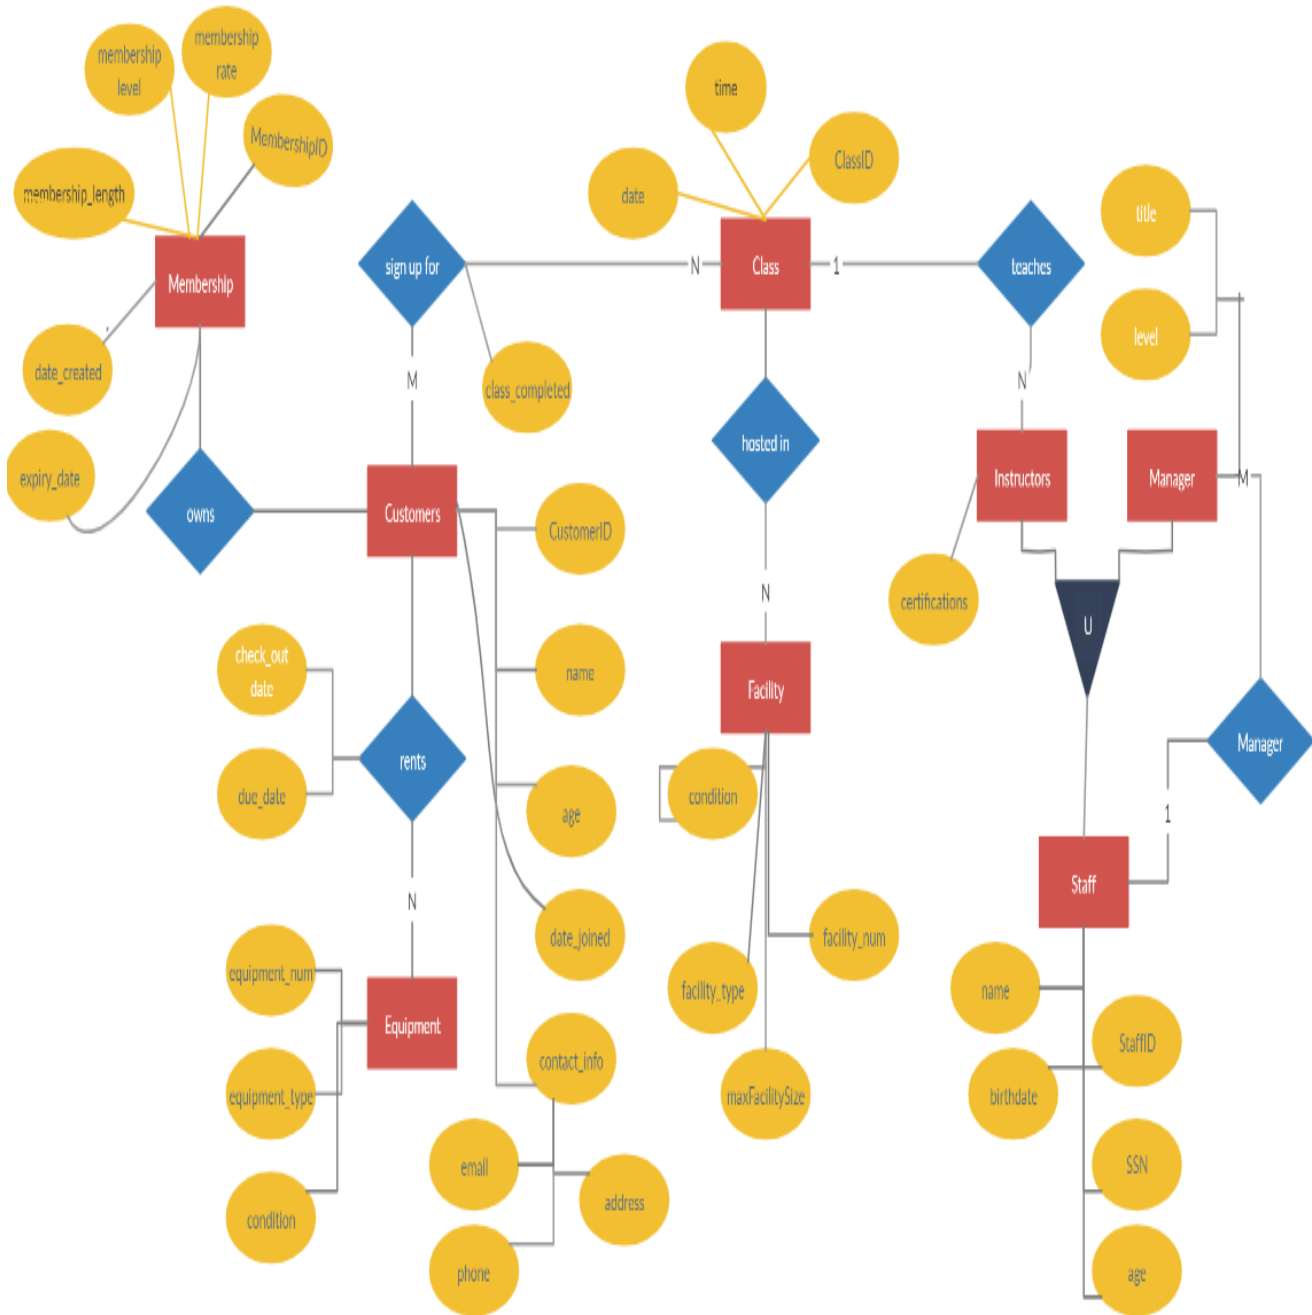 membership
rate
membership
level
MembershipID
membership_length
Membership
date_created
expiry_date
owns
time
ClassID
date
sign up for
N
Class
1
teaches
title
level
M
class_completed
N
hosted in
Customers
Instructors
Manager
M
CustomerID
certifications
N
U
name
check_out
date
Facility
rents
Manager
due_date
age
condition
1
N
Staff
date_joined
facility_num
equipment_num
facility_type
name
Equipment
StaffID
contact_info
equipment_type
maxFacilitySize
birthdate
email
SSN
address
condition
phone
age